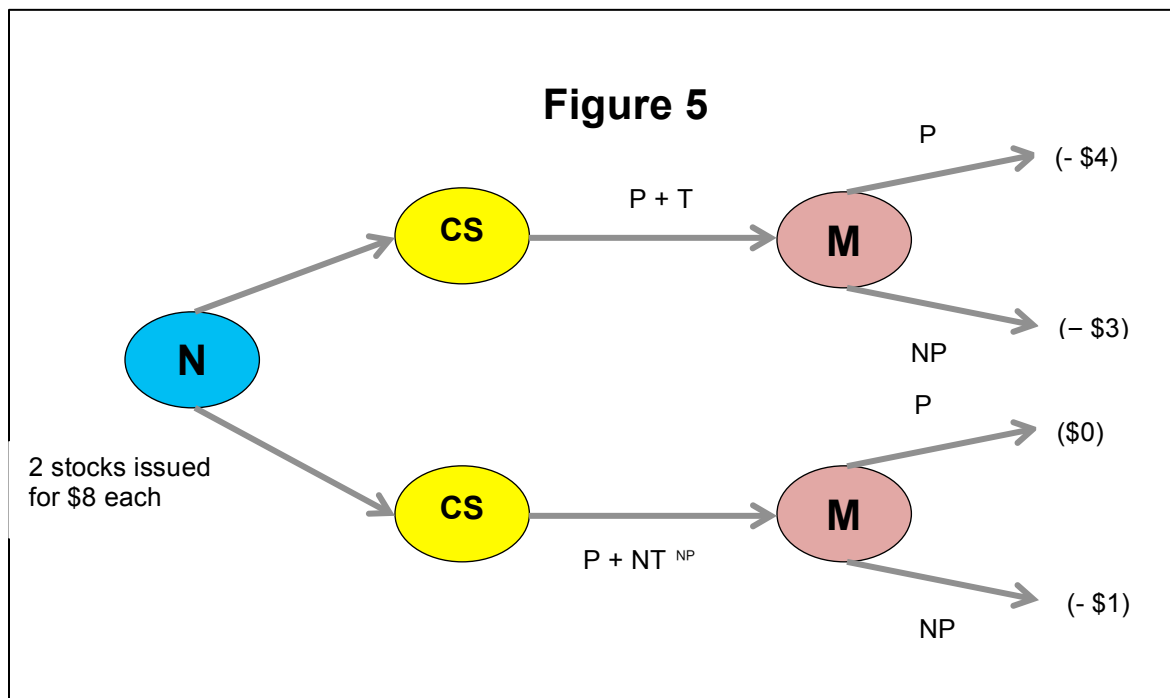 Figure 5
P
(- $4)
P + T
CS
M
(– $3)
NP
N
P
($0)
2 stocks issued
for $8 each
CS
M
P + NT NP
(- $1)
NP